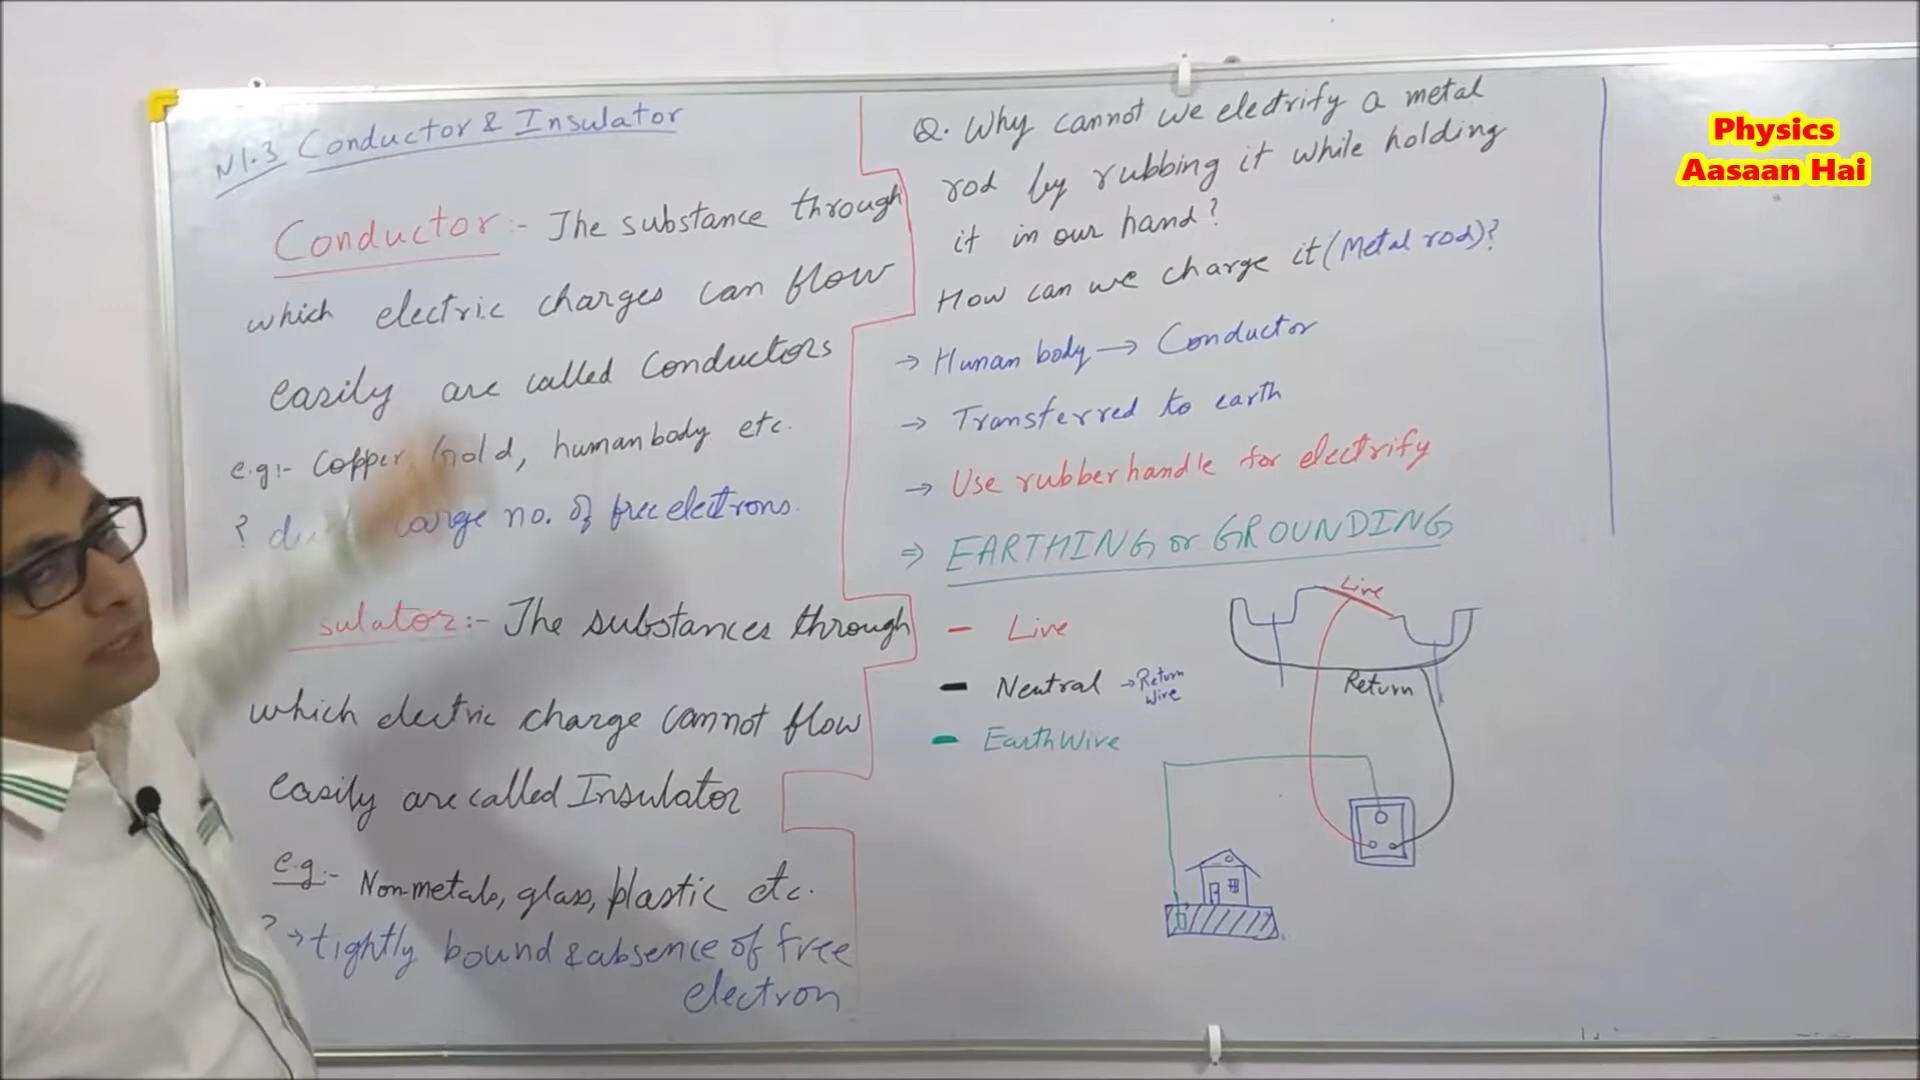 N1.3 Conductor & Insulator
Conductor:- The substance through
which electric charges can flow
easily are called Conductors
e.g:- Copper Gold, human body etc.
? large no. of free electrons.
sulator:- The substances through
which electric charge cannot flow
easily are called Insulator
e.g:- Non-metals, glass, plastic etc.
? → tightly bound & absence of free
electron
Q. Why cannot we electrify a metal
rod by rubbing it while holding
it in our hand?
How can we charge it (Metal rod)?
→ Human body → Conductor
→ Transferred to earth
→ Use rubber handle for electrify
⇒ EARTHING or GROUNDING
- Live
- Neutral → Return
Wire
- Earth Wire
Live
Return
Physics
Aasaan Hai